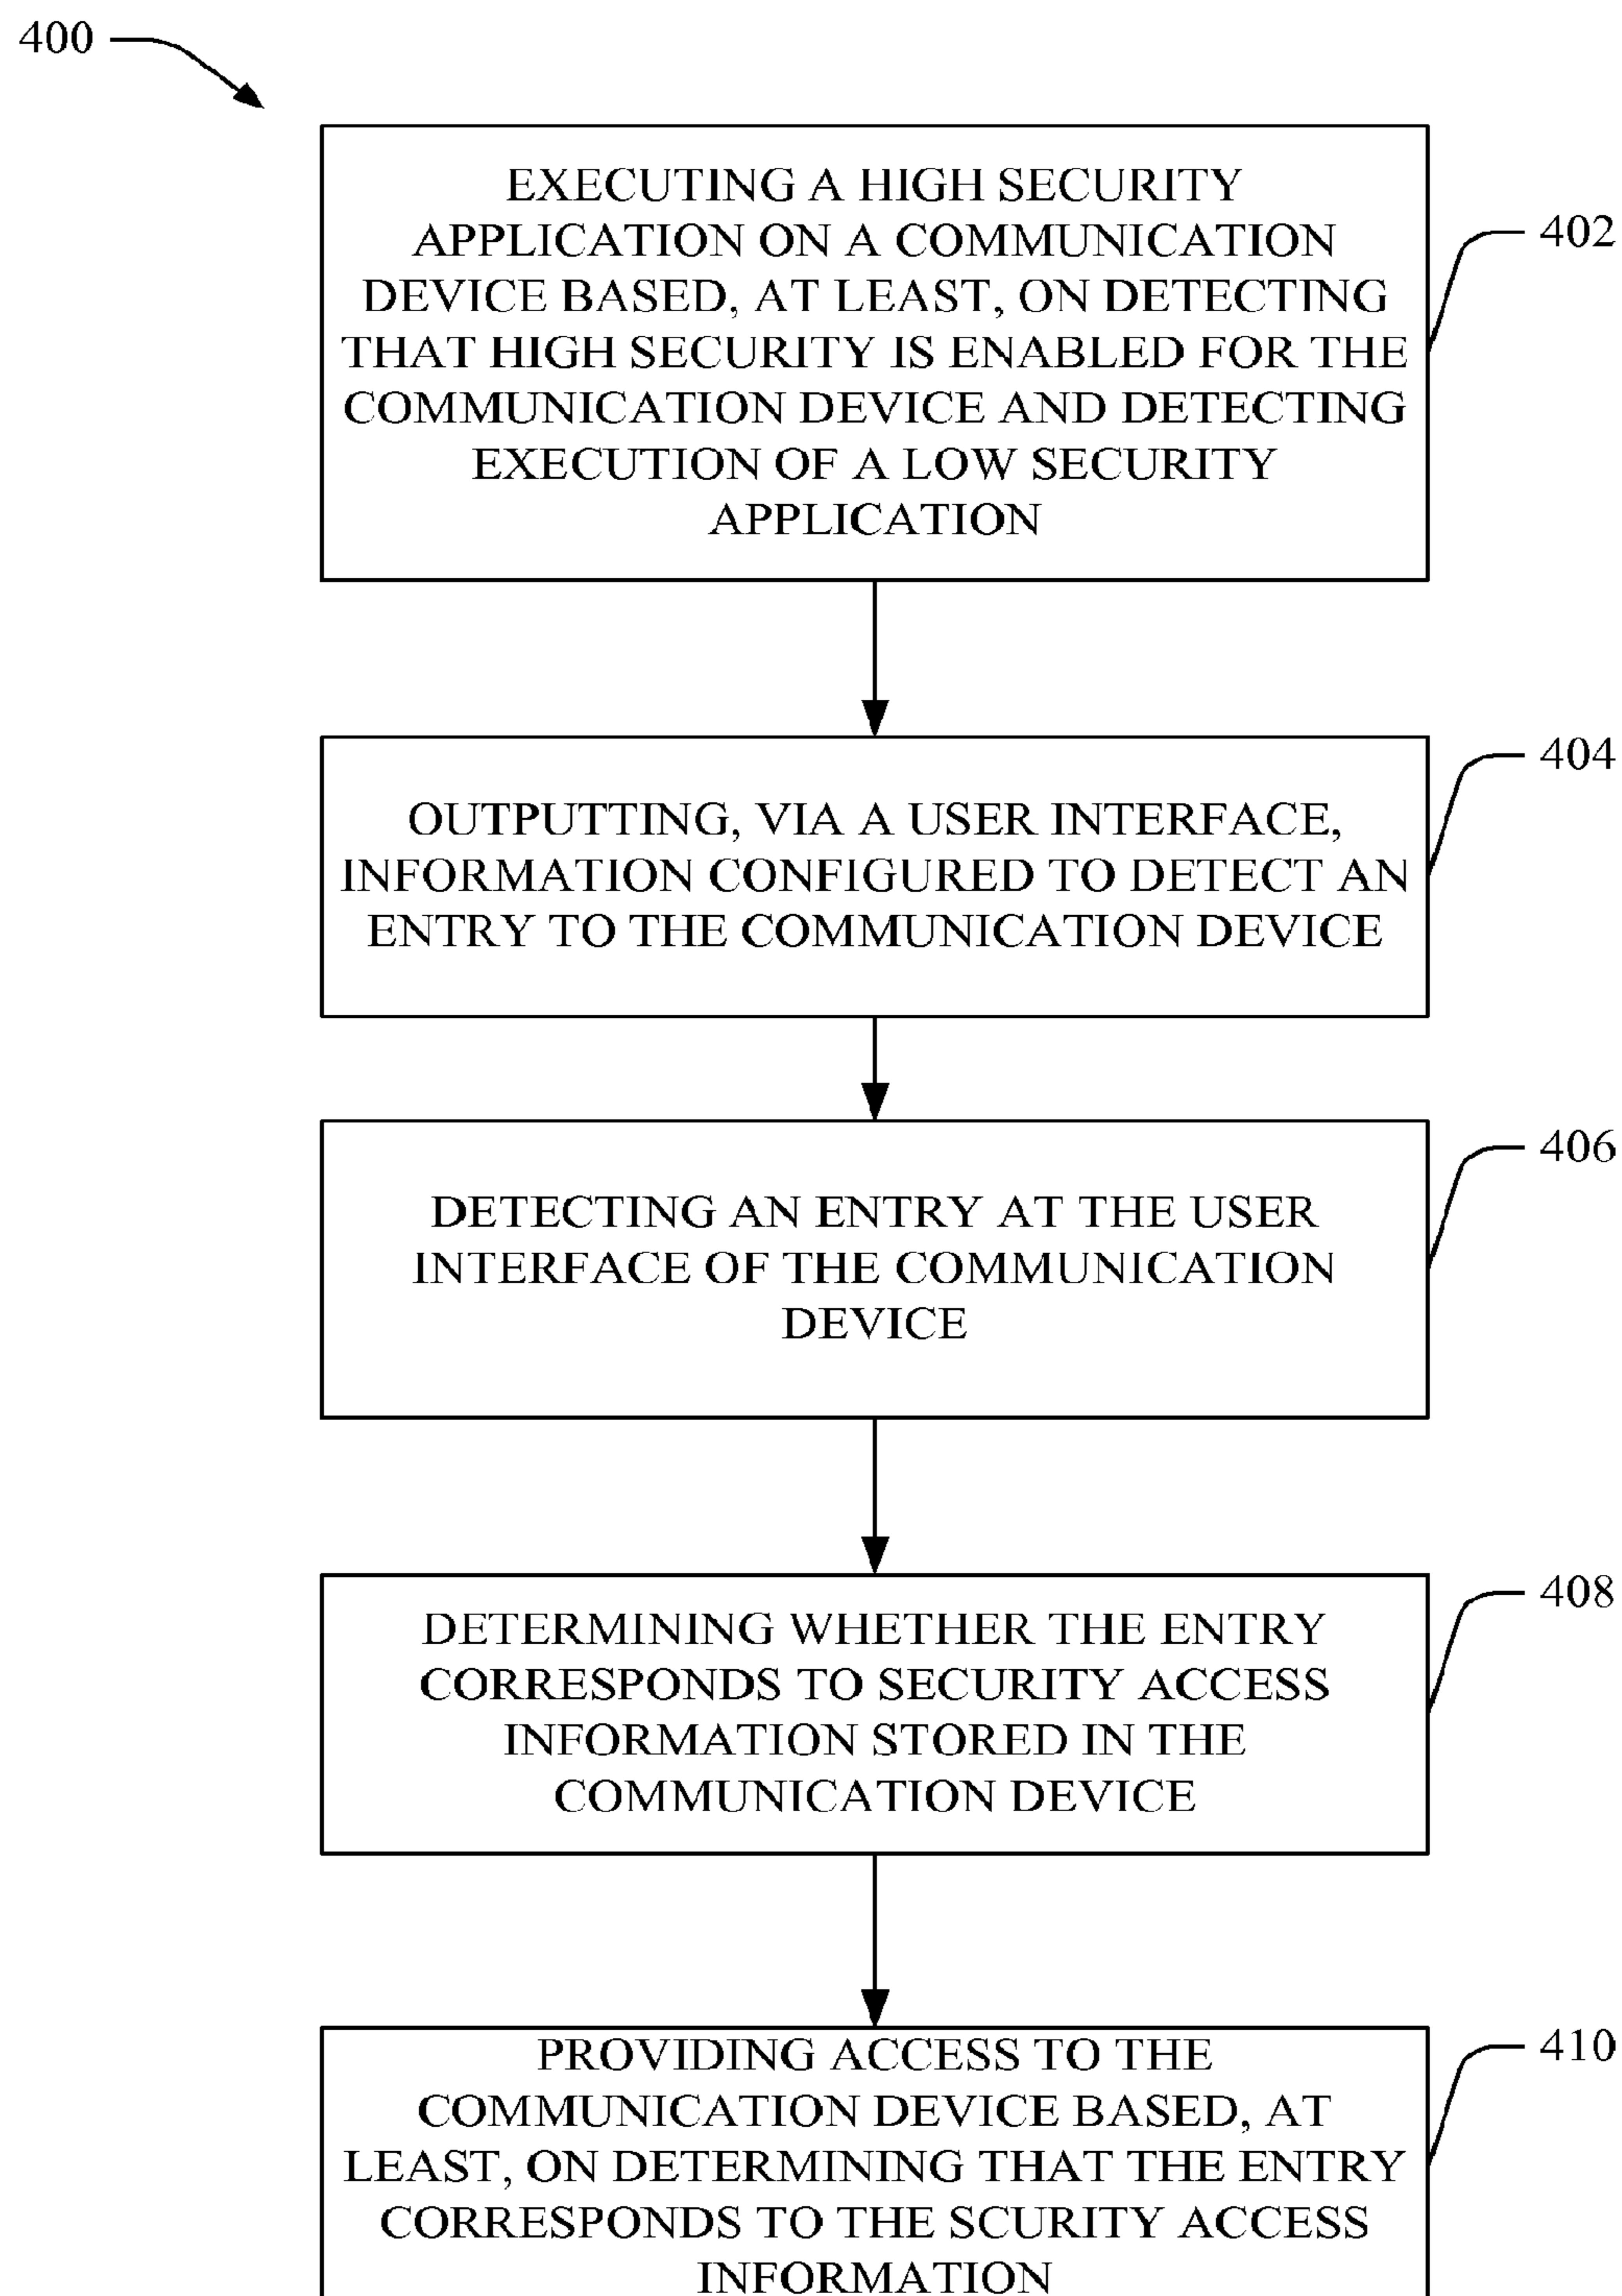 400
EXECUTING A HIGH SECURITY
APPLICATION ON A COMMUNICATION
DEVICE BASED, AT LEAST, ON DETECTING
THAT HIGH SECURITY IS ENABLED FOR THE
COMMUNICATION DEVICE AND DETECTING
EXECUTION OF A LOW SECURITY
APPLICATION
402
OUTPUTTING, VIA A USER INTERFACE,
INFORMATION CONFIGURED TO DETECT AN
ENTRY TO THE COMMUNICATION DEVICE
404
DETECTING AN ENTRY AT THE USER
INTERFACE OF THE COMMUNICATION
DEVICE
406
DETERMINING WHETHER THE ENTRY
CORRESPONDS TO SECURITY ACCESS
INFORMATION STORED IN THE
COMMUNICATION DEVICE
408
PROVIDING ACCESS TO THE
COMMUNICATION DEVICE BASED, AT
LEAST, ON DETERMINING THAT THE ENTRY
CORRESPONDS TO THE SCURITY ACCESS
INFORMATION
410